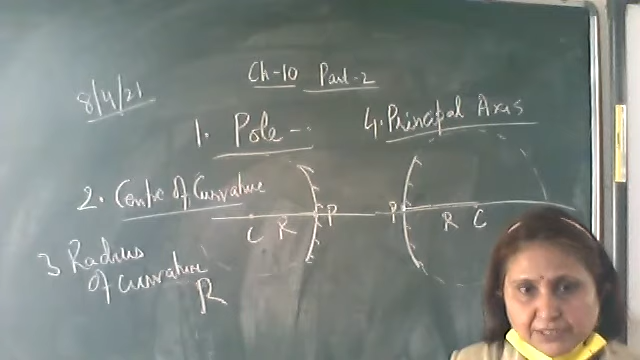 Ch-10 Part-2
8/4/21
1. Pole -
4. Principal Axis
2. Centre of Curvature
C R P
P R C
3 Radius
of curvature
R